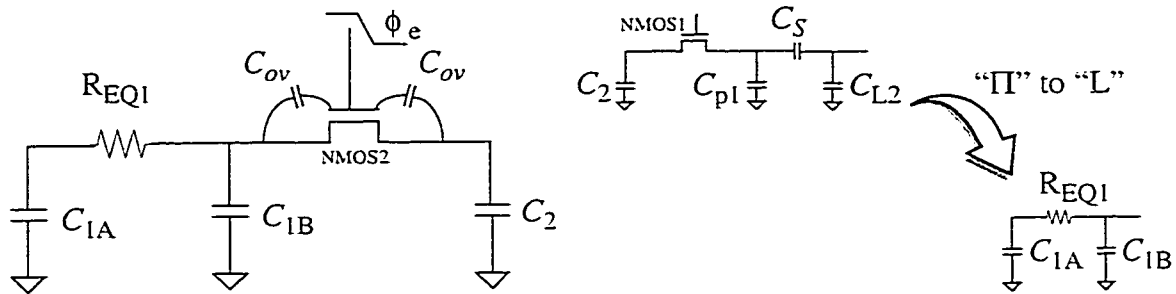 ϕe
Cov Cov
REQ1
NMOS2
C1A
C1B
C2
NMOS1
CS
C2
Cp1
CL2
“Π” to “L”
REQ1
C1A
C1B